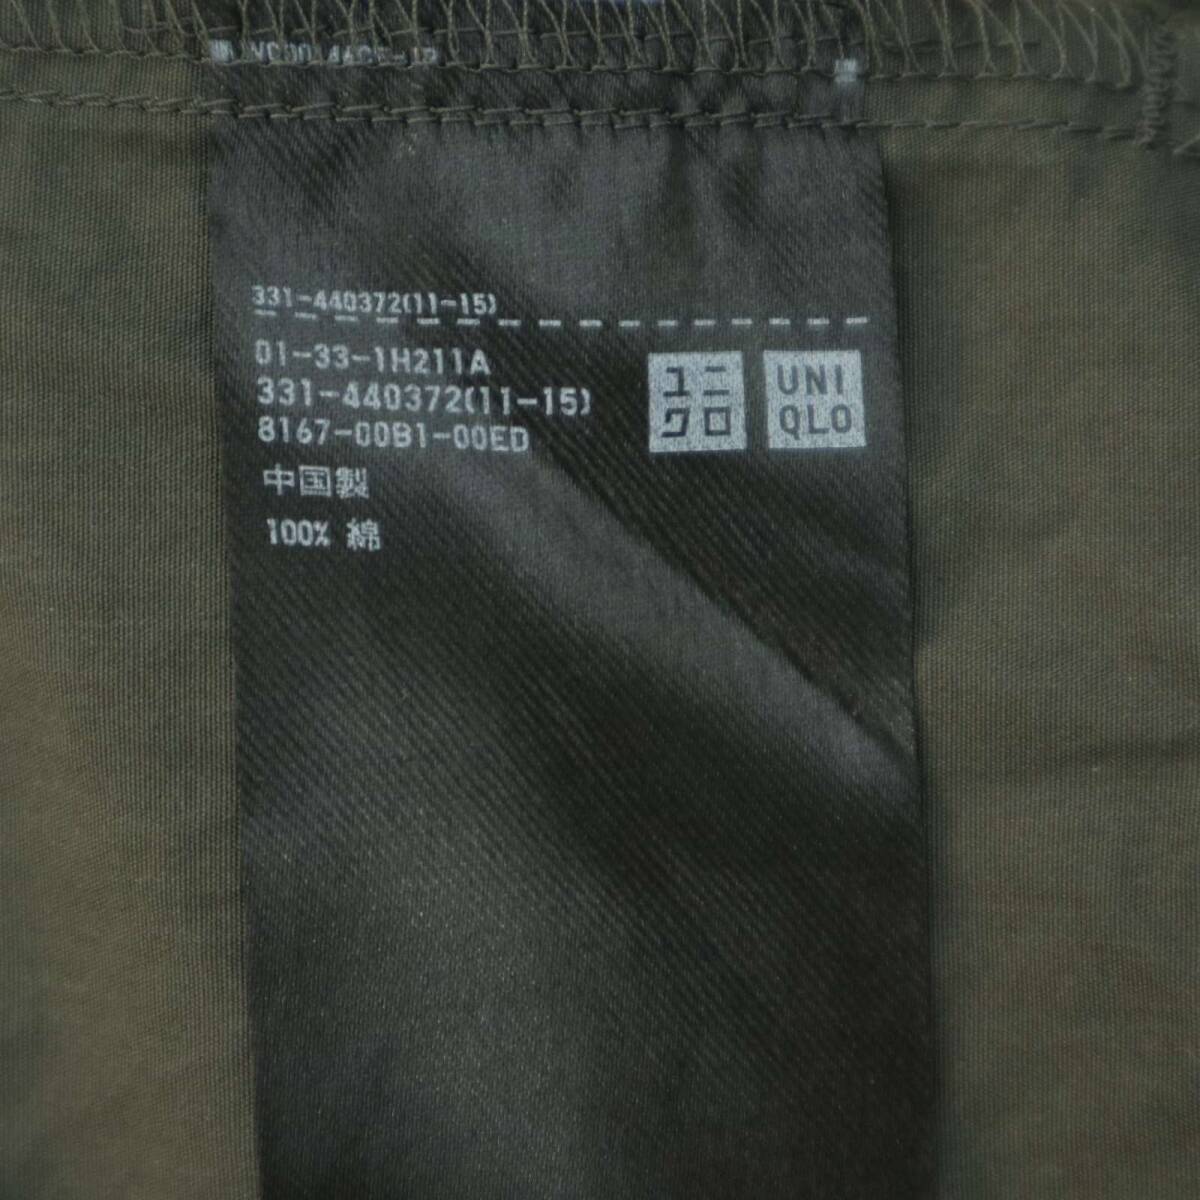 331-440372(11-15)
01-33-1H211A
331-440372(11-15)
8167-00B1-00ED
中国製
100% 綿
ユニ
クロ
UNI
QLO